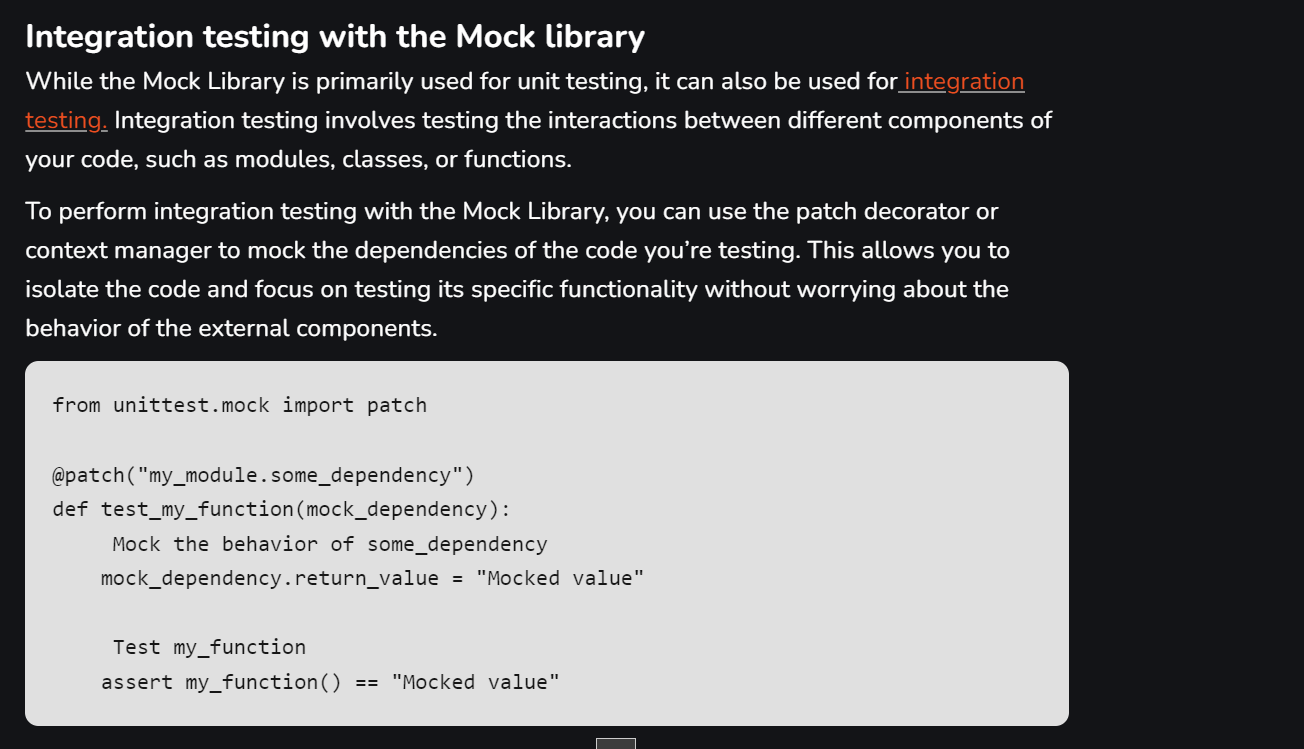 Integration testing with the Mock library
While the Mock Library is primarily used for unit testing, it can also be used for integration
testing. Integration testing involves testing the interactions between different components of
your code, such as modules, classes, or functions.
To perform integration testing with the Mock Library, you can use the patch decorator or
context manager to mock the dependencies of the code you’re testing. This allows you to
isolate the code and focus on testing its specific functionality without worrying about the
behavior of the external components.
from unittest.mock import patch
@patch("my_module.some_dependency")
def test_my_function(mock_dependency):
     Mock the behavior of some_dependency
    mock_dependency.return_value = "Mocked value"
     Test my_function
    assert my_function() == "Mocked value"